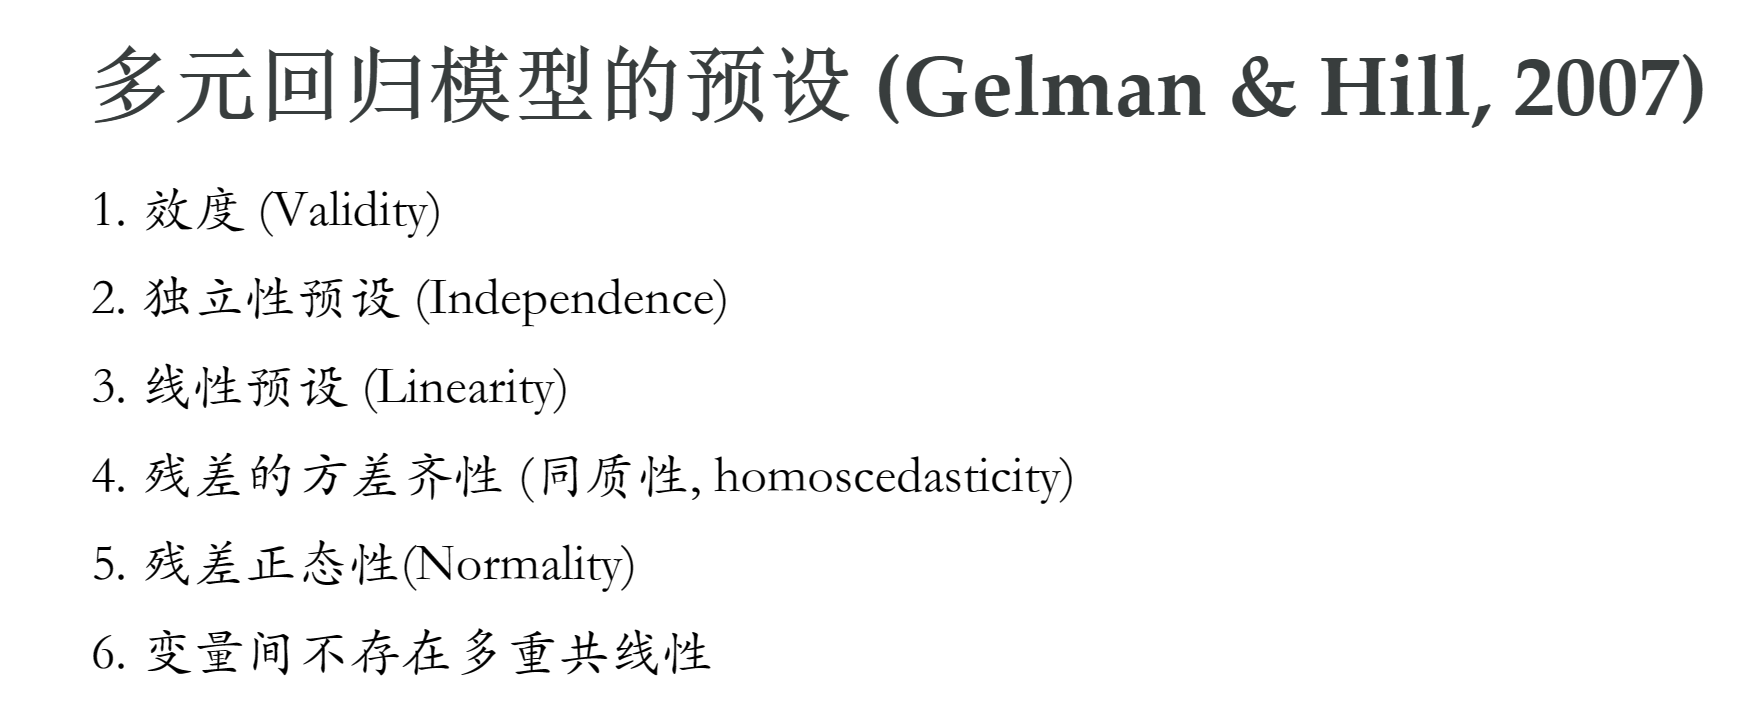 多元回归模型的预设 (Gelman & Hill, 2007)
1. 效度 (Validity)
2. 独立性预设 (Independence)
3. 线性预设 (Linearity)
4. 残差的方差齐性 (同质性, homoscedasticity)
5. 残差正态性(Normality)
6. 变量间不存在多重共线性